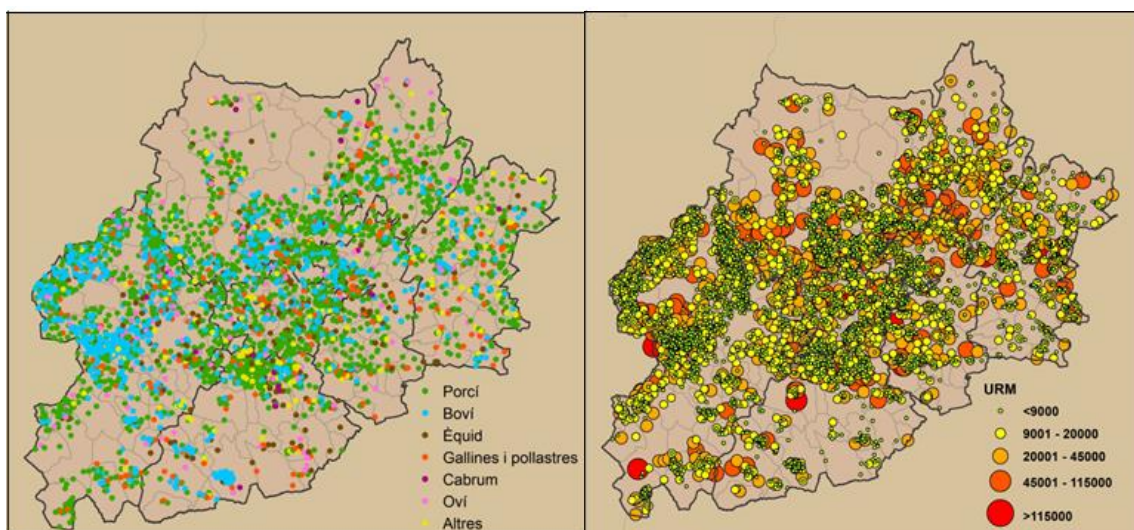 Porcí
Boví
Èquid
Gallines i pollastres
Cabrum
Oví
Altres
URM
<9000
9001 - 20000
20001 - 45000
45001 - 115000
>115000